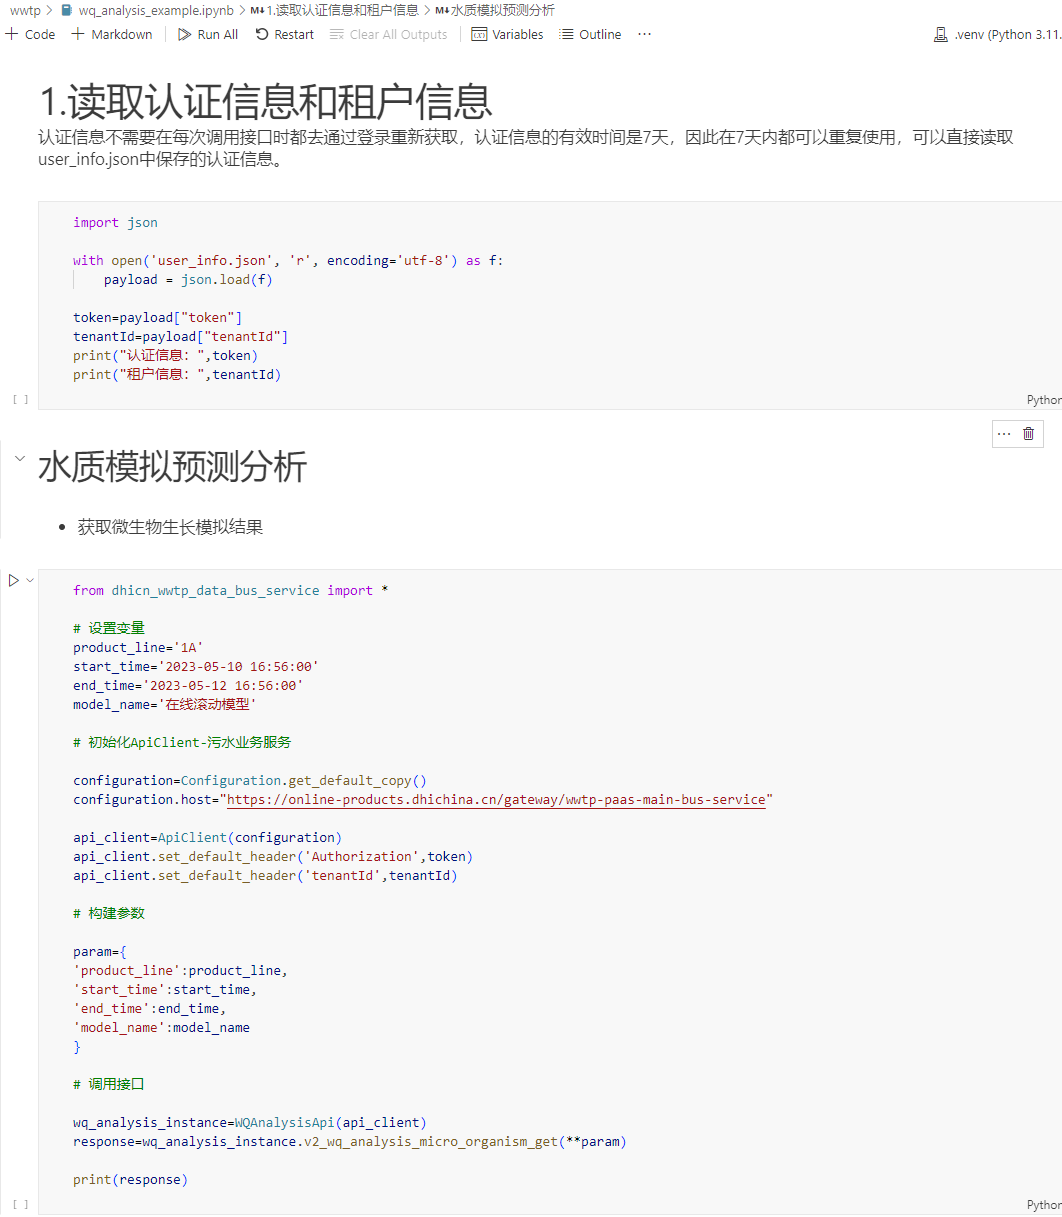 wwtp > wq_analysis_example.ipynb > M↓1.读取认证信息和租户信息 > M↓水质模拟预测分析
+ Code + Markdown Run All Restart Clear All Outputs Variables Outline ··· .venv (Python 3.11.
1.读取认证信息和租户信息
认证信息不需要在每次调用接口时都去通过登录重新获取，认证信息的有效时间是7天，因此在7天内都可以重复使用，可以直接读取
user_info.json中保存的认证信息。
import json
with open('user_info.json', 'r', encoding='utf-8') as f:
    payload = json.load(f)
token=payload["token"]
tenantId=payload["tenantId"]
print("认证信息：",token)
print("租户信息：",tenantId)
[ ] Python
···
水质模拟预测分析
• 获取微生物生长模拟结果
from dhicn_wwtp_data_bus_service import *
# 设置变量
product_line='1A'
start_time='2023-05-10 16:56:00'
end_time='2023-05-12 16:56:00'
model_name='在线滚动模型'
# 初始化ApiClient-污水业务服务
configuration=Configuration.get_default_copy()
configuration.host="https://online-products.dhichina.cn/gateway/wwtp-paas-main-bus-service"
api_client=ApiClient(configuration)
api_client.set_default_header('Authorization',token)
api_client.set_default_header('tenantId',tenantId)
# 构建参数
param={
'product_line':product_line,
'start_time':start_time,
'end_time':end_time,
'model_name':model_name
}
# 调用接口
wq_analysis_instance=WQAnalysisApi(api_client)
response=wq_analysis_instance.v2_wq_analysis_micro_organism_get(**param)
print(response)
[ ] Python